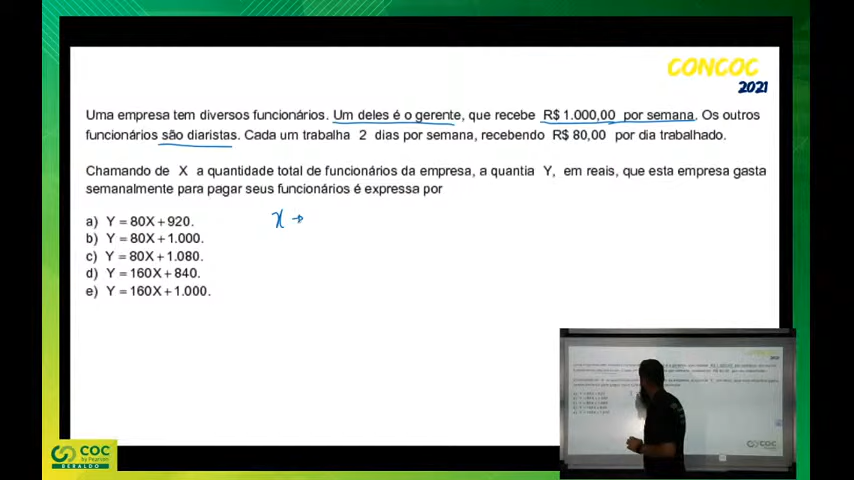 CONCOC
2021
Uma empresa tem diversos funcionários. Um deles é o gerente, que recebe R$ 1.000,00 por semana. Os outros
funcionários são diaristas. Cada um trabalha 2 dias por semana, recebendo R$ 80,00 por dia trabalhado.
Chamando de X a quantidade total de funcionários da empresa, a quantia Y, em reais, que esta empresa gasta
semanalmente para pagar seus funcionários é expressa por
a) Y = 80X + 920.
b) Y = 80X + 1.000.
c) Y = 80X + 1.080.
d) Y = 160X + 840.
e) Y = 160X + 1.000.
x →
COC
by Pearson
BERALDO
COC